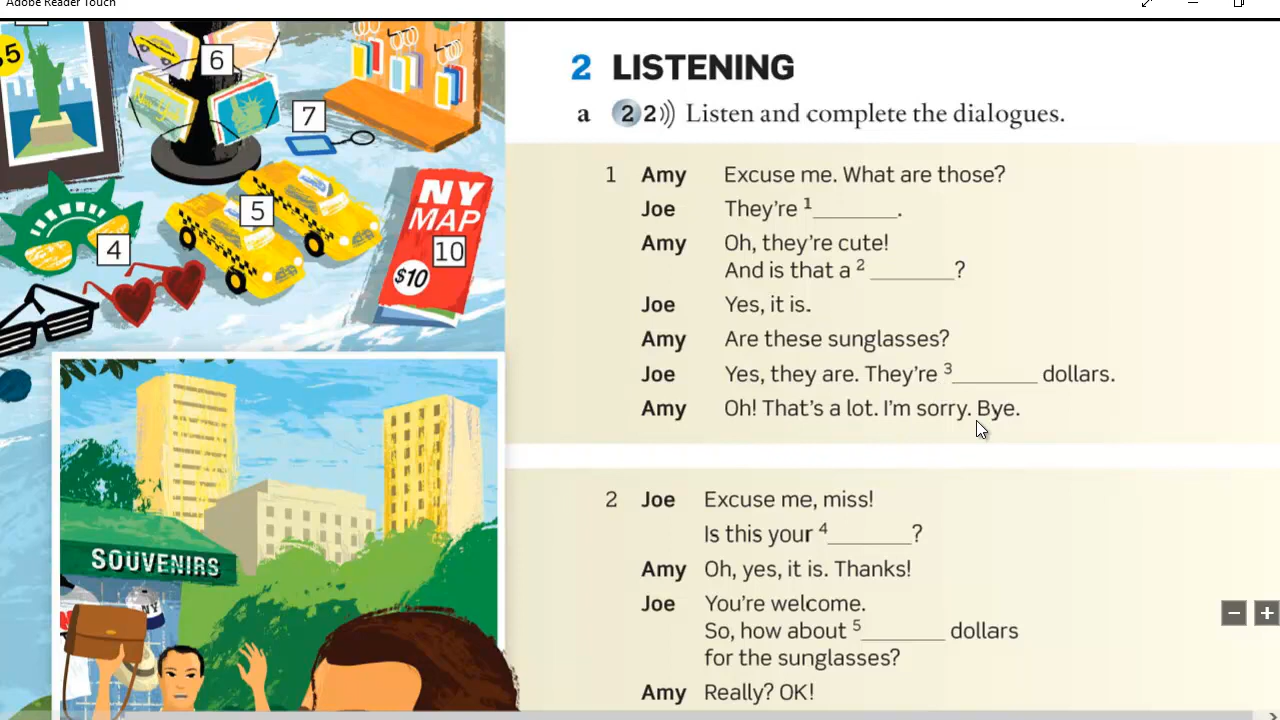 Adobe Reader Touch
5
6
7
4
5
NY
MAP
10
$10
SOUVENIRS
NY
2 LISTENING
a 2 2 Listen and complete the dialogues.
1 Amy Excuse me. What are those?
Joe They're 1________.
Amy Oh, they're cute!
And is that a 2 ________?
Joe Yes, it is.
Amy Are these sunglasses?
Joe Yes, they are. They're 3________ dollars.
Amy Oh! That's a lot. I'm sorry. Bye.
2 Joe Excuse me, miss!
Is this your 4________?
Amy Oh, yes, it is. Thanks!
Joe You're welcome.
So, how about 5________ dollars
for the sunglasses?
Amy Really? OK!